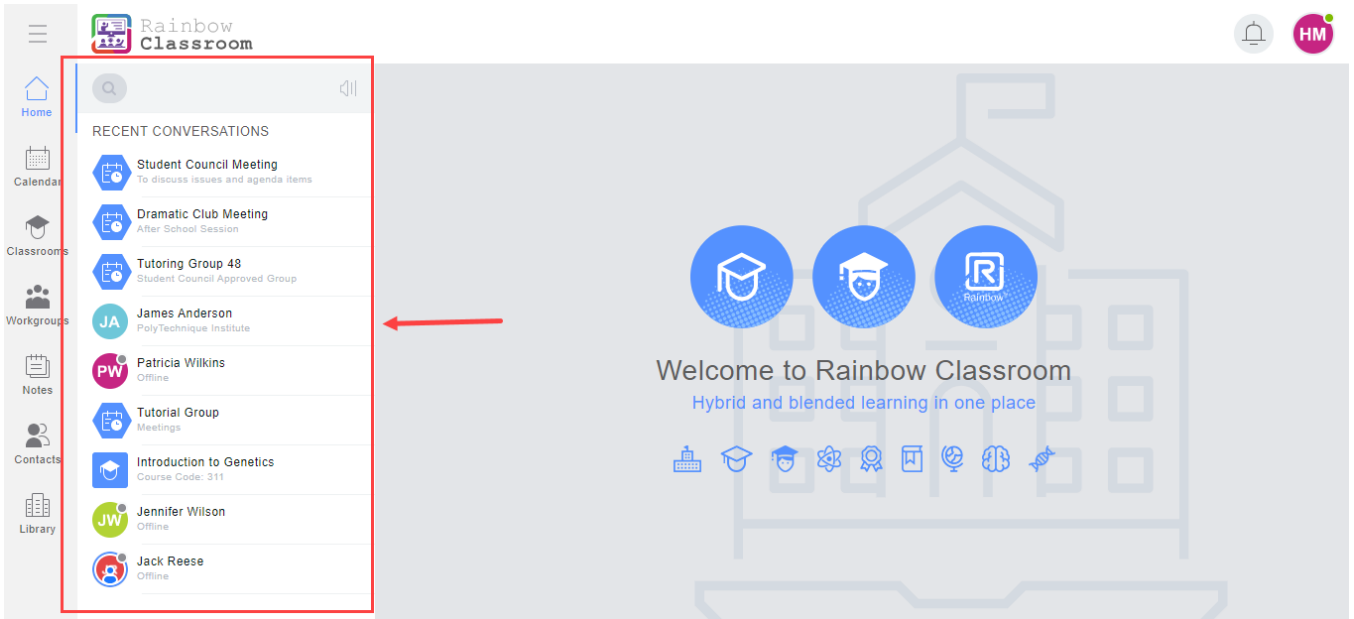 Rainbow
Classroom
HM
Home
Calendar
Classrooms
Workgroups
Notes
Contacts
Library
RECENT CONVERSATIONS
Student Council Meeting
To discuss issues and agenda items
Dramatic Club Meeting
After School Session
Tutoring Group 48
Student Council Approved Group
JA
James Anderson
PolyTechnique Institute
PW
Patricia Wilkins
Offline
Tutorial Group
Meetings
Introduction to Genetics
Course Code: 311
JW
Jennifer Wilson
Offline
Jack Reese
Offline
R
Rainbow
Welcome to Rainbow Classroom
Hybrid and blended learning in one place